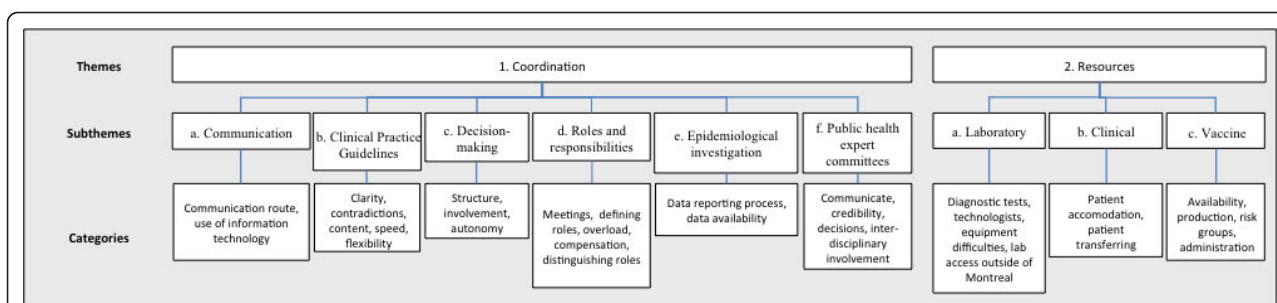 Themes
1. Coordination
2. Resources
Subthemes
a. Communication
b. Clinical Practice
Guidelines
c. Decision-
making
d. Roles and
responsibilities
e. Epidemiological
investigation
f. Public health
expert
committees
a. Laboratory
b. Clinical
c. Vaccine
Categories
Communication route,
use of information
technology
Clarity,
contradictions,
content, speed,
flexibility
Structure,
involvement,
autonomy
Meetings, defining
roles, overload,
compensation,
distinguishing roles
Data reporting process,
data availability
Communicate,
credibility,
decisions, inter-
disciplinary
involvement
Diagnostic tests,
technologists,
equipment
difficulties, lab
access outside of
Montreal
Patient
accomodation,
patient
transferring
Availability,
production, risk
groups,
administration